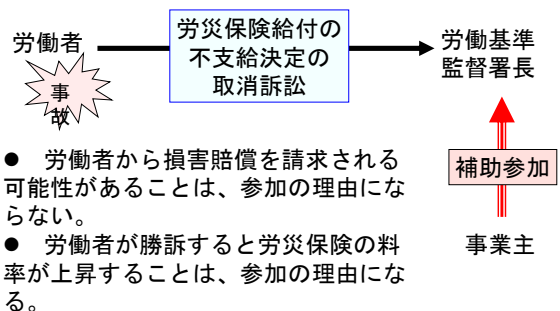 労働者
事
故
労災保険給付の
不支給決定の
取消訴訟
労働基準
監督署長
補助参加
事業主
● 労働者から損害賠償を請求される
可能性があることは、参加の理由にな
らない。
● 労働者が勝訴すると労災保険の料
率が上昇することは、参加の理由にな
る。